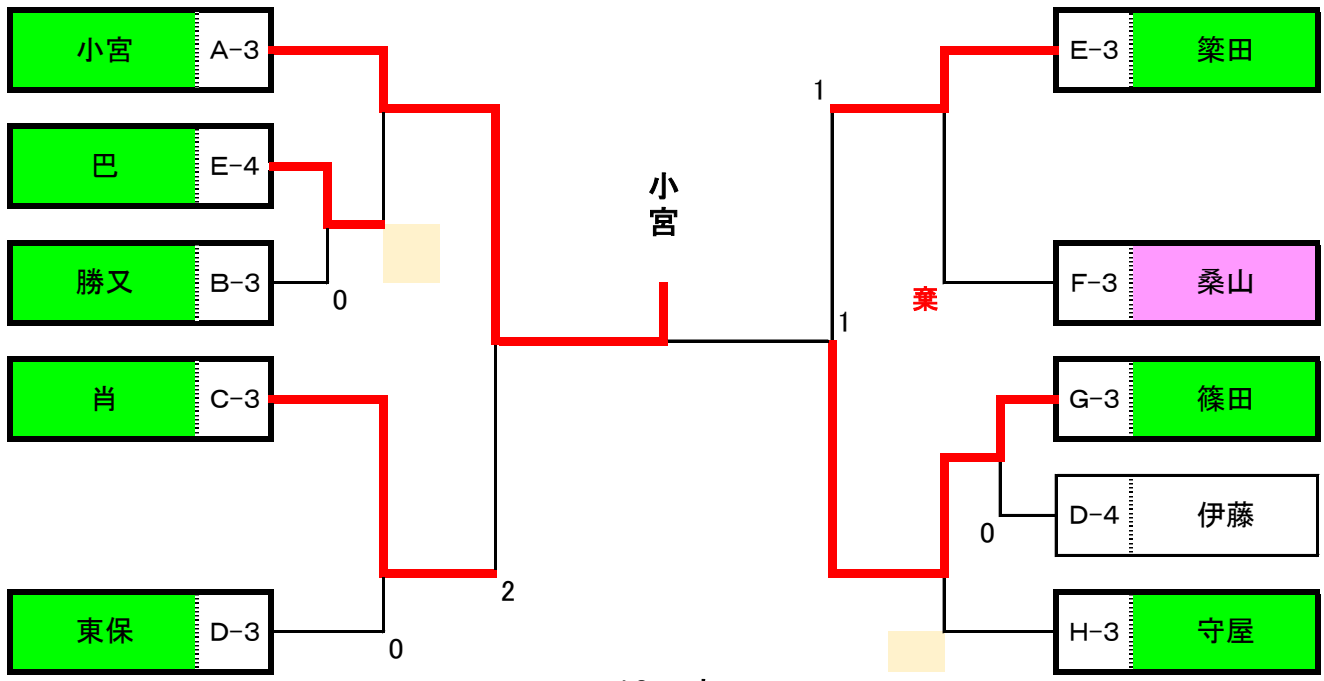 小宮 A-3
巴 E-4
勝又 B-3
0
肖 C-3
2
東保 D-3
0
小宮
1
E-3 簗田
棄
F-3 桑山
1
G-3 篠田
D-4 伊藤
0
H-3 守屋